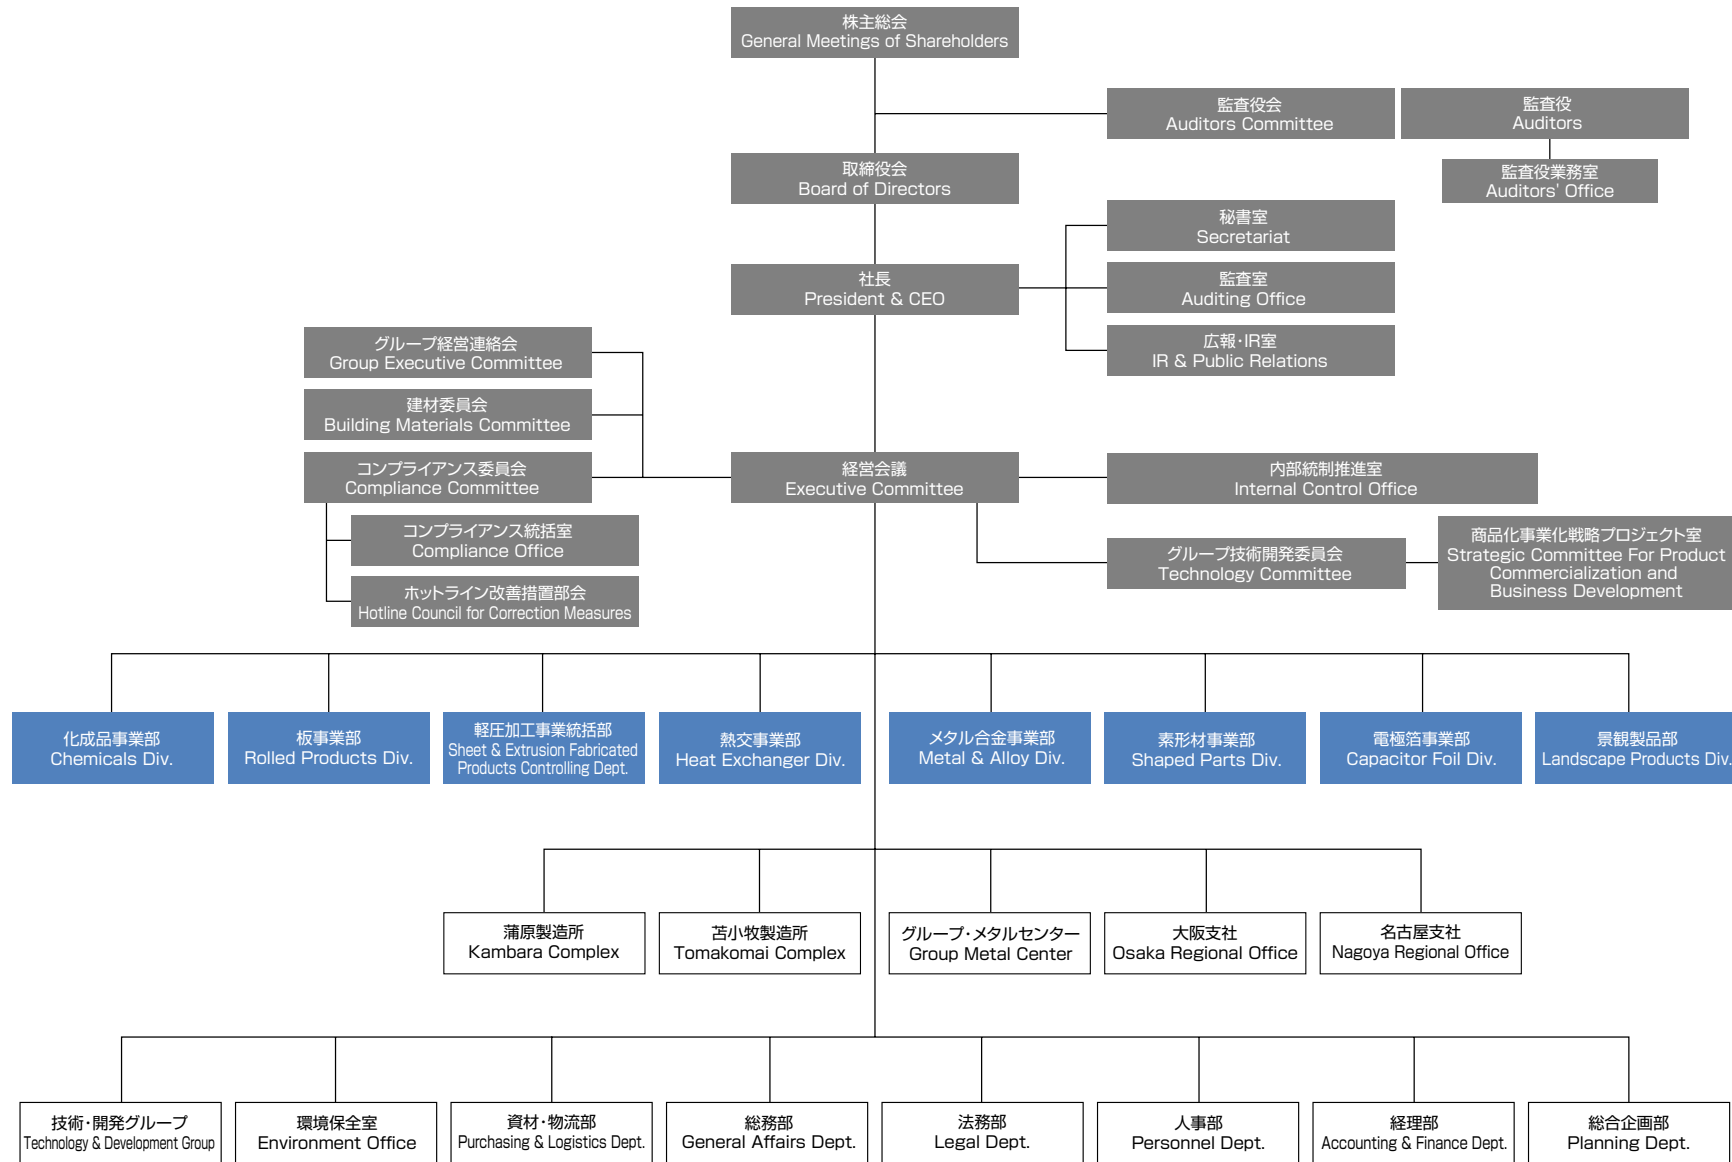 株主総会
General Meetings of Shareholders
監査役会
Auditors Committee
監査役
Auditors
取締役会
Board of Directors
監査役業務室
Auditors' Office
秘書室
Secretariat
社長
President & CEO
監査室
Auditing Office
広報・IR室
IR & Public Relations
グループ経営連絡会
Group Executive Committee
建材委員会
Building Materials Committee
コンプライアンス委員会
Compliance Committee
経営会議
Executive Committee
内部統制推進室
Internal Control Office
コンプライアンス統括室
Compliance Office
グループ技術開発委員会
Technology Committee
商品化事業化戦略プロジェクト室
Strategic Committee For Product
Commercialization and
Business Development
ホットライン改善措置部会
Hotline Council for Correction Measures
化成品事業部
Chemicals Div.
板事業部
Rolled Products Div.
軽圧加工事業統括部
Sheet & Extrusion Fabricated
Products Controlling Dept.
熱交事業部
Heat Exchanger Div.
メタル合金事業部
Metal & Alloy Div.
素形材事業部
Shaped Parts Div.
電極箔事業部
Capacitor Foil Div.
景観製品部
Landscape Products Div.
蒲原製造所
Kambara Complex
苫小牧製造所
Tomakomai Complex
グループ・メタルセンター
Group Metal Center
大阪支社
Osaka Regional Office
名古屋支社
Nagoya Regional Office
技術・開発グループ
Technology & Development Group
環境保全室
Environment Office
資材・物流部
Purchasing & Logistics Dept.
総務部
General Affairs Dept.
法務部
Legal Dept.
人事部
Personnel Dept.
経理部
Accounting & Finance Dept.
総合企画部
Planning Dept.